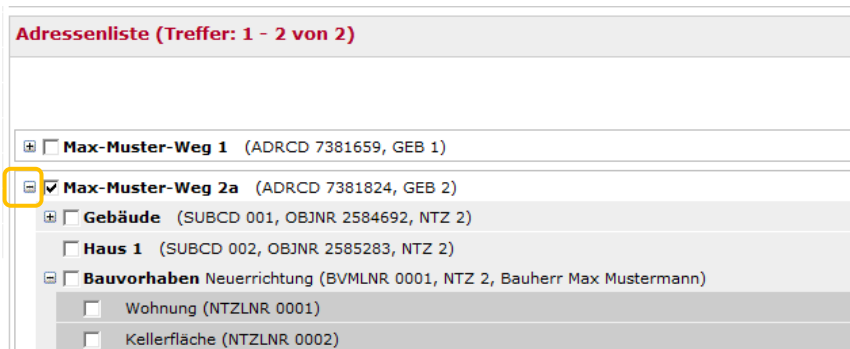 Adressenliste (Treffer: 1 - 2 von 2)
Max-Muster-Weg 1 (ADRCD 7381659, GEB 1)
Max-Muster-Weg 2a (ADRCD 7381824, GEB 2)
Gebäude (SUBCD 001, OBJNR 2584692, NTZ 2)
Haus 1 (SUBCD 002, OBJNR 2585283, NTZ 2)
Bauvorhaben Neuerrichtung (BVMLNR 0001, NTZ 2, Bauherr Max Mustermann)
Wohnung (NTZLNR 0001)
Kellerfläche (NTZLNR 0002)